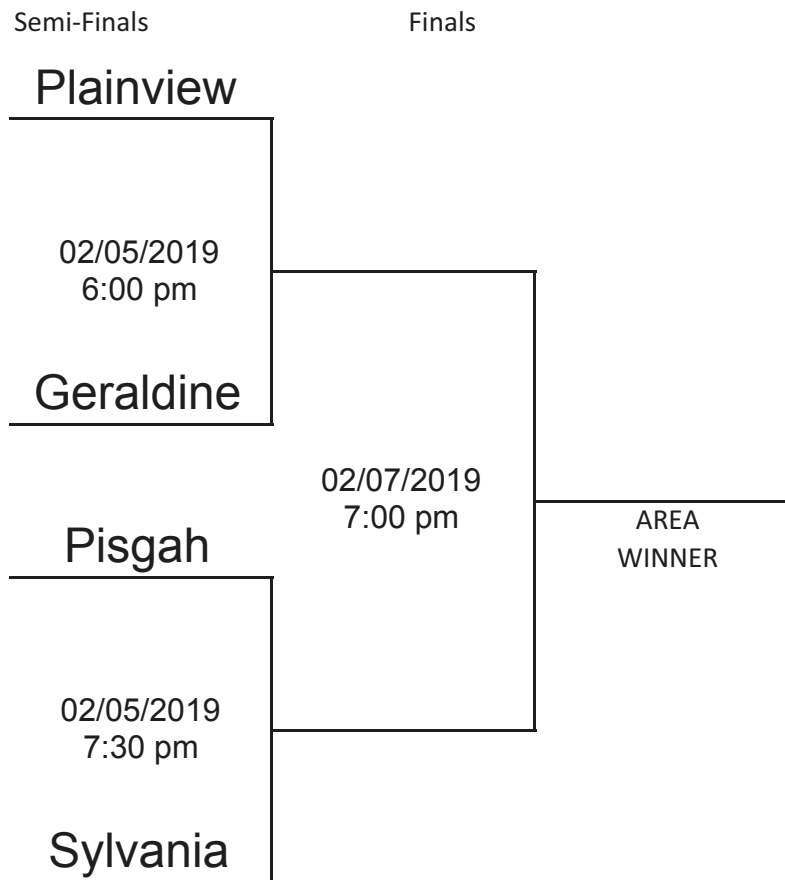 Semi-Finals
Finals
Plainview
02/05/2019
6:00 pm
Geraldine
02/07/2019
7:00 pm
AREA
WINNER
Pisgah
02/05/2019
7:30 pm
Sylvania